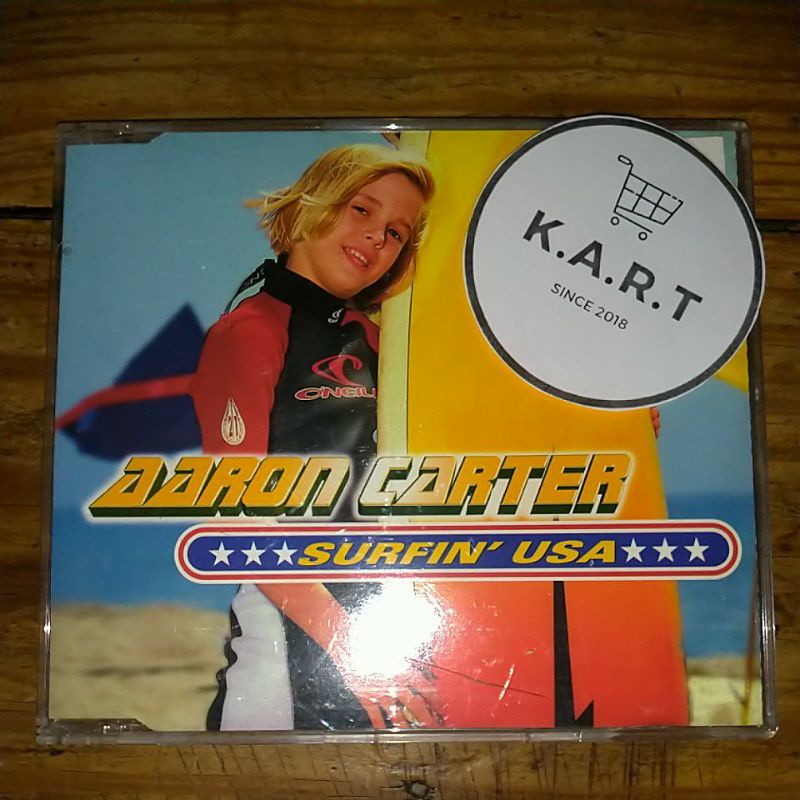 K.A.R.T
SINCE 2018
O'NEILL
AARON CARTER
SURFIN' USA